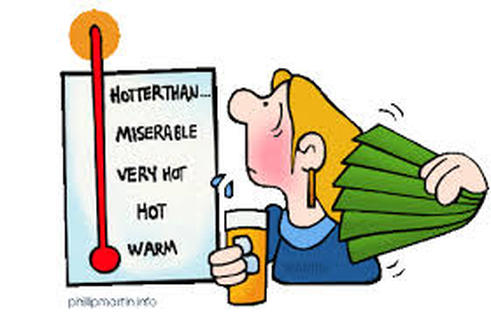 HOTTERTHAN...
MISERABLE
VERY HOT
HOT
WARM
phillipmartin.info